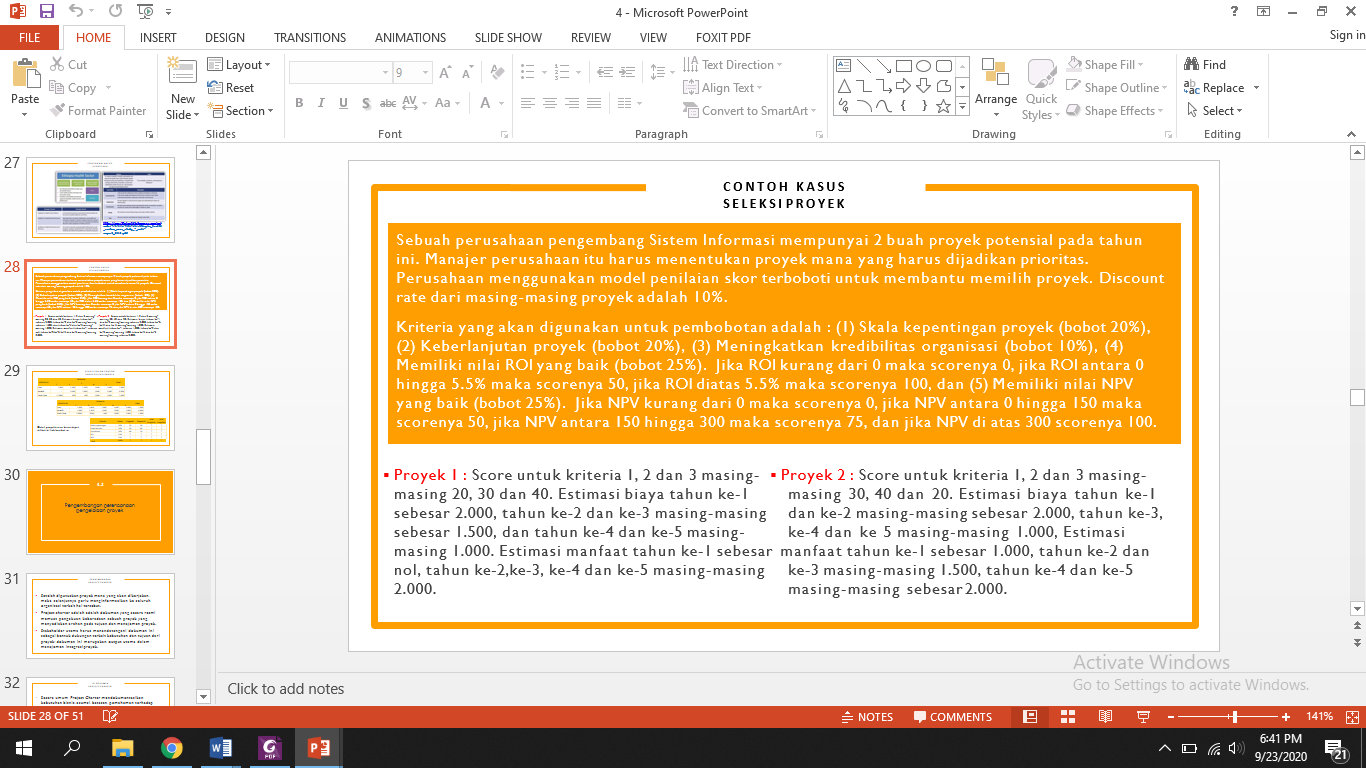 4 - Microsoft PowerPoint
Sign in
FILE HOME INSERT DESIGN TRANSITIONS ANIMATIONS SLIDE SHOW REVIEW VIEW FOXIT PDF
Paste
Cut
Copy
Format Painter
Clipboard
New Slide
Layout
Reset
Section
Slides
9
B I U S abc AV Aa A
Font
Text Direction
Align Text
Convert to SmartArt
Paragraph
Arrange
Quick Styles
Shape Fill
Shape Outline
Shape Effects
Drawing
Find
Replace
Select
Editing
27
28
29
30
31
32
CONTOH KASUS
SELEKSI PROYEK
Sebuah perusahaan pengembang Sistem Informasi mempunyai 2 buah proyek potensial pada tahun
ini. Manajer perusahaan itu harus menentukan proyek mana yang harus dijadikan prioritas.
Perusahaan menggunakan model penilaian skor terboboti untuk membantu memilih proyek. Discount
rate dari masing-masing proyek adalah 10%.
Kriteria yang akan digunakan untuk pembobotan adalah : (1) Skala kepentingan proyek (bobot 20%),
(2) Keberlanjutan proyek (bobot 20%), (3) Meningkatkan kredibilitas organisasi (bobot 10%), (4)
Memiliki nilai ROI yang baik (bobot 25%). Jika ROI kurang dari 0 maka scorenya 0, jika ROI antara 0
hingga 5.5% maka scorenya 50, jika ROI diatas 5.5% maka scorenya 100, dan (5) Memiliki nilai NPV
yang baik (bobot 25%). Jika NPV kurang dari 0 maka scorenya 0, jika NPV antara 0 hingga 150 maka
scorenya 50, jika NPV antara 150 hingga 300 maka scorenya 75, dan jika NPV di atas 300 scorenya 100.
▪ Proyek 1 : Score untuk kriteria 1, 2 dan 3 masing-
masing 20, 30 dan 40. Estimasi biaya tahun ke-1
sebesar 2.000, tahun ke-2 dan ke-3 masing-masing
sebesar 1.500, dan tahun ke-4 dan ke-5 masing-
masing 1.000. Estimasi manfaat tahun ke-1 sebesar
nol, tahun ke-2,ke-3, ke-4 dan ke-5 masing-masing
2.000.
▪ Proyek 2 : Score untuk kriteria 1, 2 dan 3 masing-
masing 30, 40 dan 20. Estimasi biaya tahun ke-1
dan ke-2 masing-masing sebesar 2.000, tahun ke-3,
ke-4 dan ke 5 masing-masing 1.000, Estimasi
manfaat tahun ke-1 sebesar 1.000, tahun ke-2 dan
ke-3 masing-masing 1.500, tahun ke-4 dan ke-5
masing-masing sebesar 2.000.
Activate Windows
Go to Settings to activate Windows.
Click to add notes
SLIDE 28 OF 51
NOTES
COMMENTS
141%
6:41 PM
9/23/2020
21